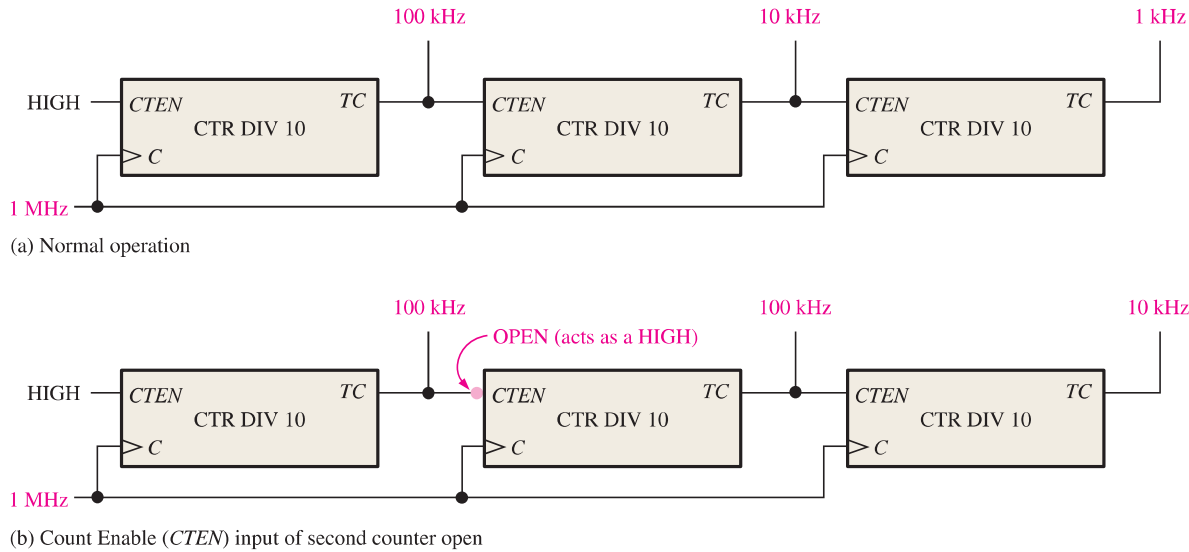 100 kHz 10 kHz 1 kHz
HIGH CTEN TC CTEN TC CTEN TC
CTR DIV 10 CTR DIV 10 CTR DIV 10
C C C
1 MHz
(a) Normal operation
100 kHz 100 kHz 10 kHz
OPEN (acts as a HIGH)
HIGH CTEN TC CTEN TC CTEN TC
CTR DIV 10 CTR DIV 10 CTR DIV 10
C C C
1 MHz
(b) Count Enable (CTEN) input of second counter open